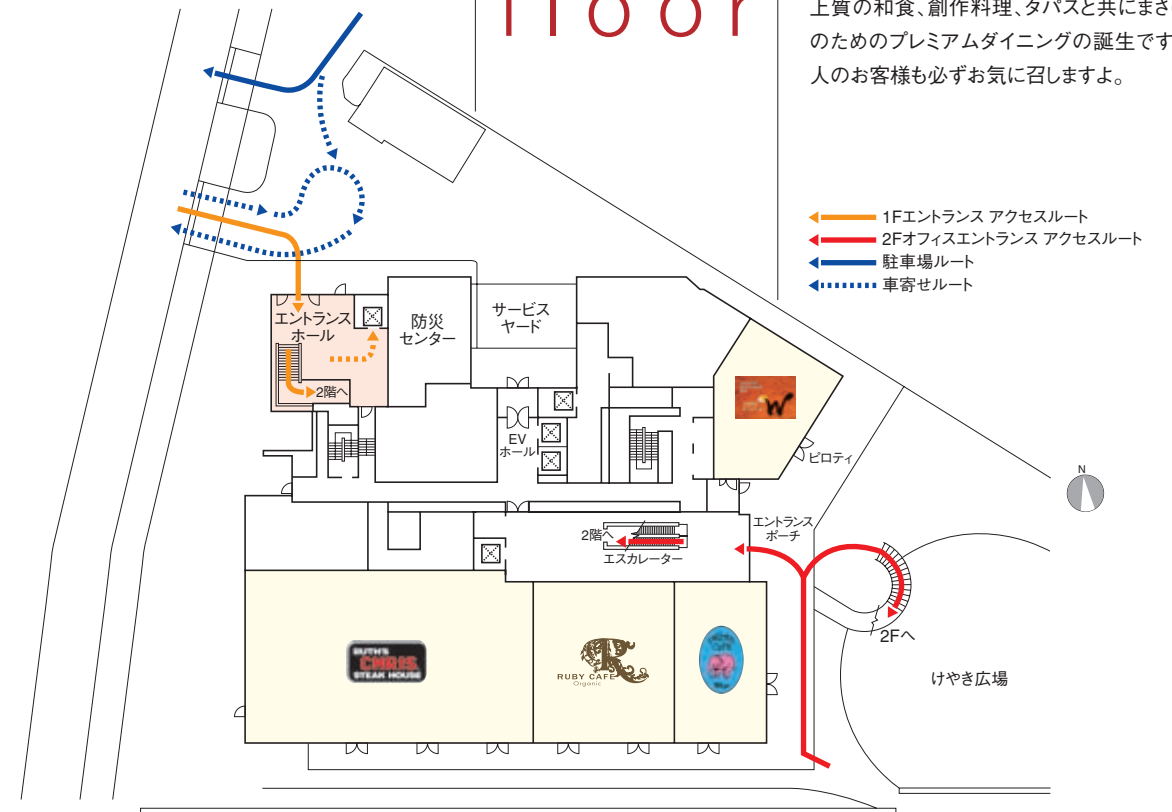 floor
上質の和食、創作料理、タパスと共にまさ
のためのプレミアムダイニングの誕生です
人のお客様も必ずお気に召しますよ。
1Fエントランス アクセスルート
2Fオフィスエントランス アクセスルート
駐車場ルート
車寄せルート
エントランス
ホール
防災
センター
サービス
ヤード
2階へ
EV
ホール
W
ピロティ
N
2階へ
エスカレーター
エントランス
ポーチ
2Fへ
けやき広場
RUTH'S
CHRIS
STEAK HOUSE
R
RUBY CAFE
Organic